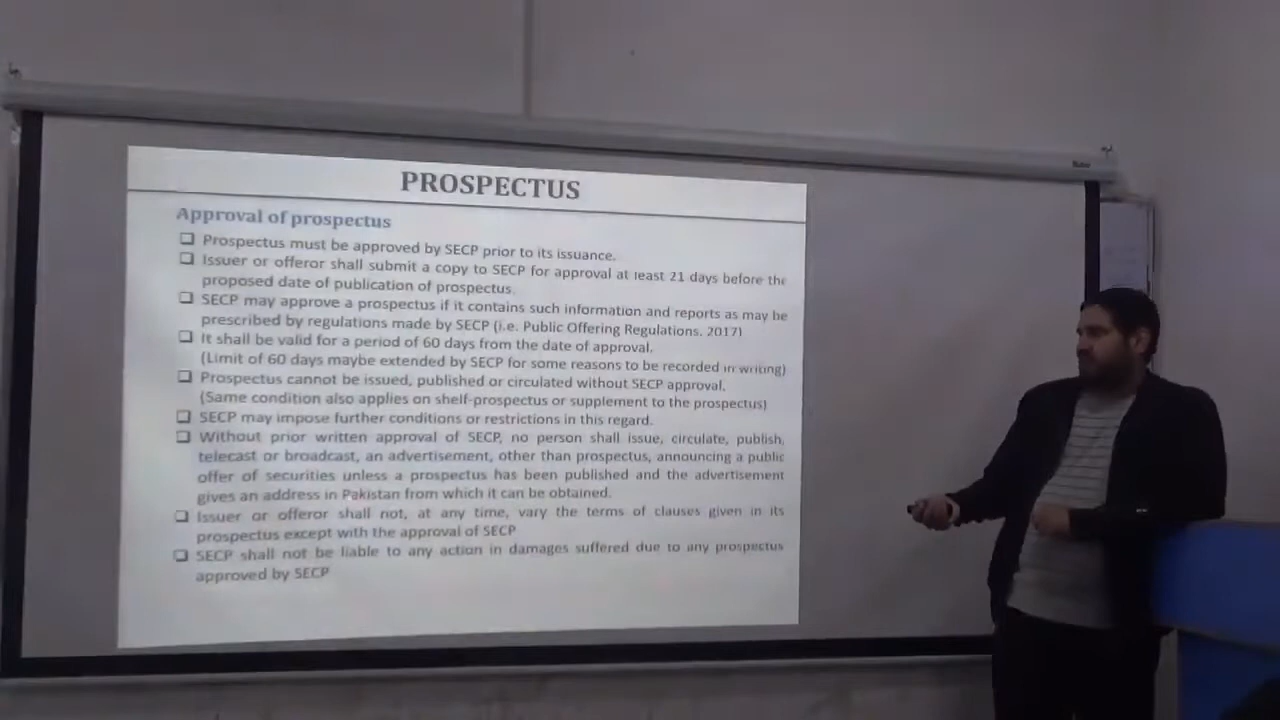 PROSPECTUS
Approval of prospectus
❑ Prospectus must be approved by SECP prior to its issuance.
❑ Issuer or offeror shall submit a copy to SECP for approval at least 21 days before the
proposed date of publication of prospectus.
❑ SECP may approve a prospectus if it contains such information and reports as may be
prescribed by regulations made by SECP (i.e. Public Offering Regulations. 2017)
❑ It shall be valid for a period of 60 days from the date of approval.
(Limit of 60 days maybe extended by SECP for some reasons to be recorded in writing)
❑ Prospectus cannot be issued, published or circulated without SECP approval.
(Same condition also applies on shelf-prospectus or supplement to the prospectus)
❑ SECP may impose further conditions or restrictions in this regard.
❑ Without prior written approval of SECP, no person shall issue, circulate, publish,
telecast or broadcast, an advertisement, other than prospectus, announcing a public
offer of securities unless a prospectus has been published and the advertisement
gives an address in Pakistan from which it can be obtained.
❑ Issuer or offeror shall not, at any time, vary the terms of clauses given in its
prospectus except with the approval of SECP
❑ SECP shall not be liable to any action in damages suffered due to any prospectus
approved by SECP